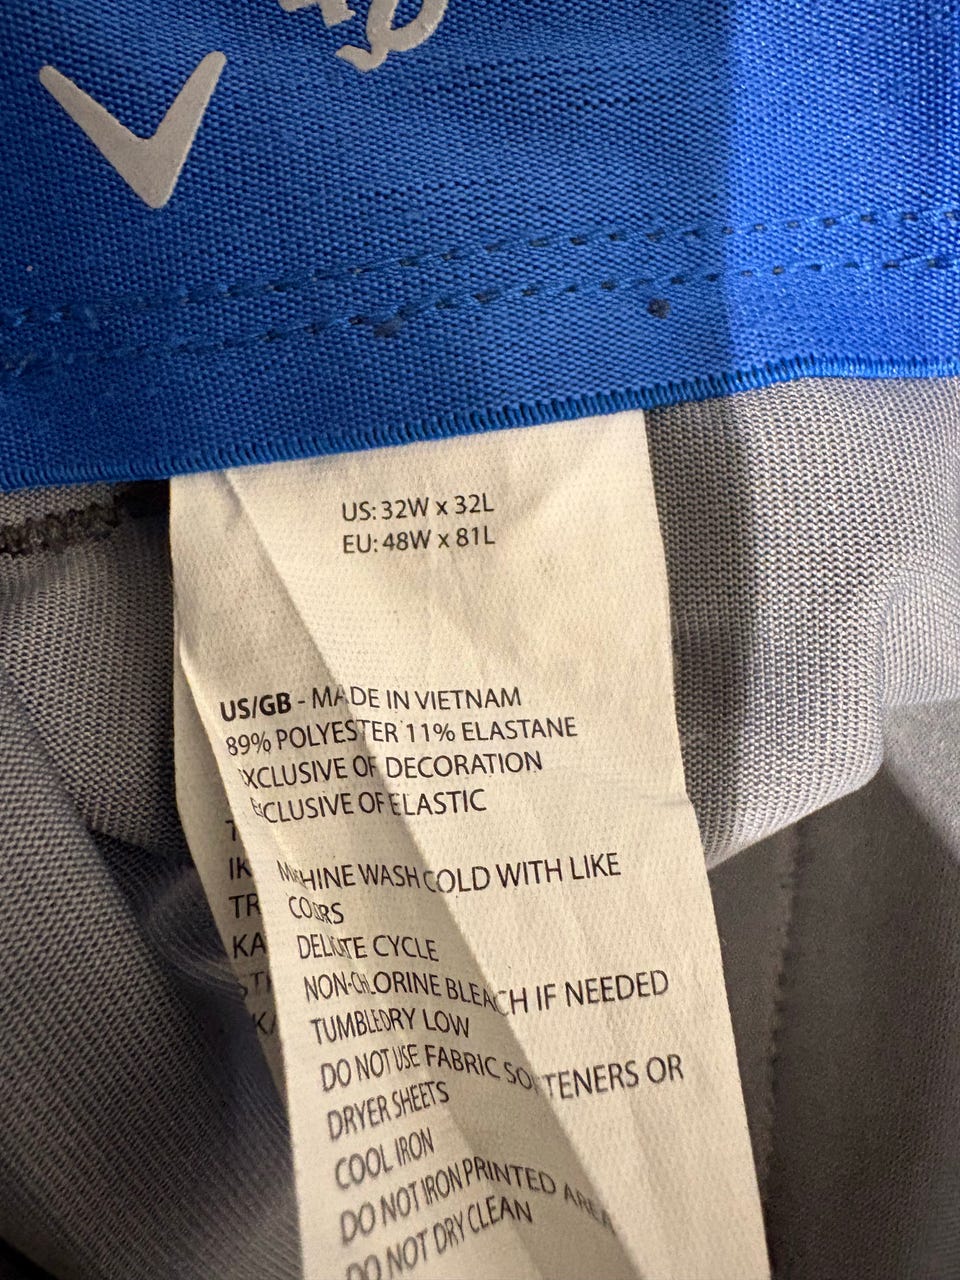 US: 32W x 32L
EU: 48W x 81L
US/GB - MADE IN VIETNAM
89% POLYESTER 11% ELASTANE
EXCLUSIVE OF DECORATION
EXCLUSIVE OF ELASTIC
MACHINE WASH COLD WITH LIKE
COLORS
DELICATE CYCLE
NON-CHLORINE BLEACH IF NEEDED
TUMBLE DRY LOW
DO NOT USE FABRIC SOFTENERS OR
DRYER SHEETS
COOL IRON
DO NOT IRON PRINTED AREA
DO NOT DRY CLEAN